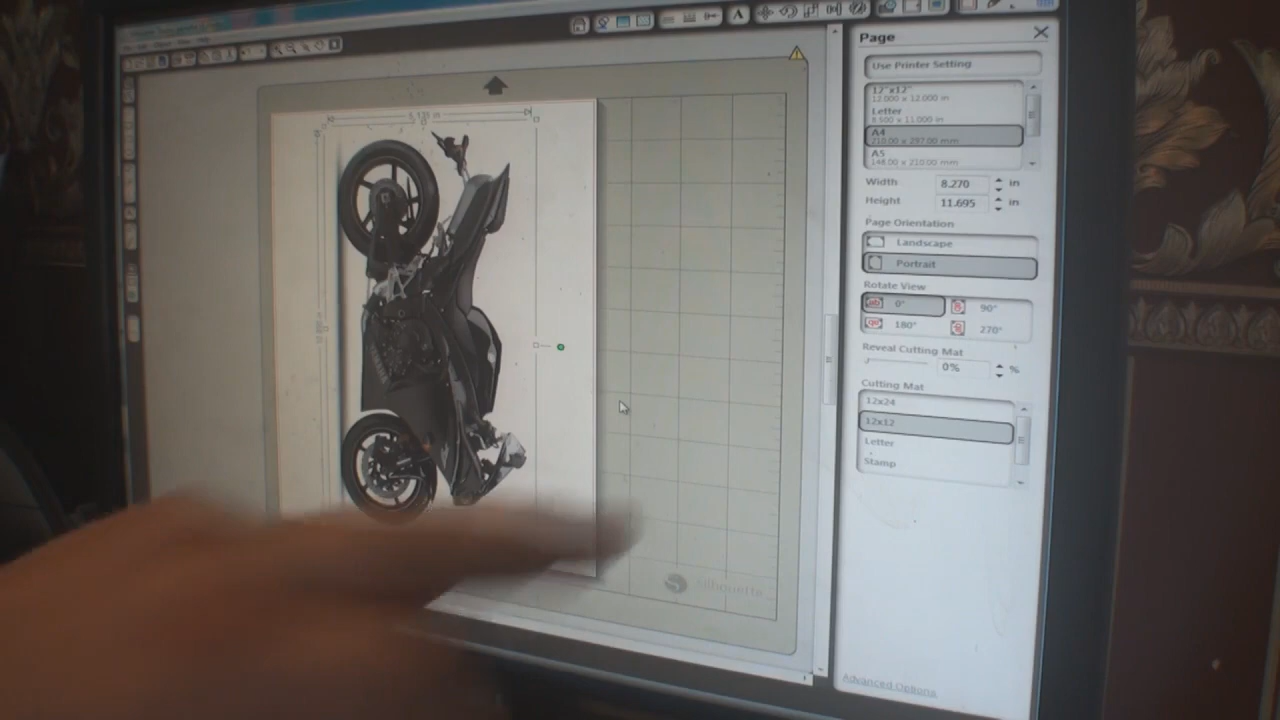 Page
Use Printer Setting
12"x12"
12.000 x 12.000 in
Letter
8.500 x 11.000 in
A4
210.00 x 297.00 mm
A5
148.00 x 210.00 mm
Width 8.270 in
Height 11.695 in
Page Orientation
Landscape
Portrait
Rotate View
0° 90°
180° 270°
Reveal Cutting Mat
0% %
Cutting Mat
12x24
12x12
Letter
Stamp
Advanced Options
silhouette
A